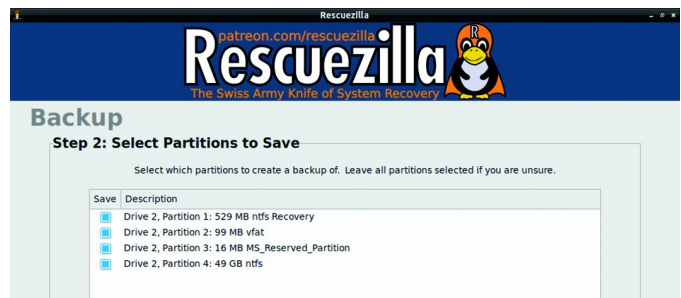 Rescuezilla
patreon.com/rescuezilla
Rescuezilla
R
The Swiss Army Knife of System Recovery
Backup
Step 2: Select Partitions to Save
Select which partitions to create a backup of. Leave all partitions selected if you are unsure.
Save Description
Drive 2, Partition 1: 529 MB ntfs Recovery
Drive 2, Partition 2: 99 MB vfat
Drive 2, Partition 3: 16 MB MS_Reserved_Partition
Drive 2, Partition 4: 49 GB ntfs